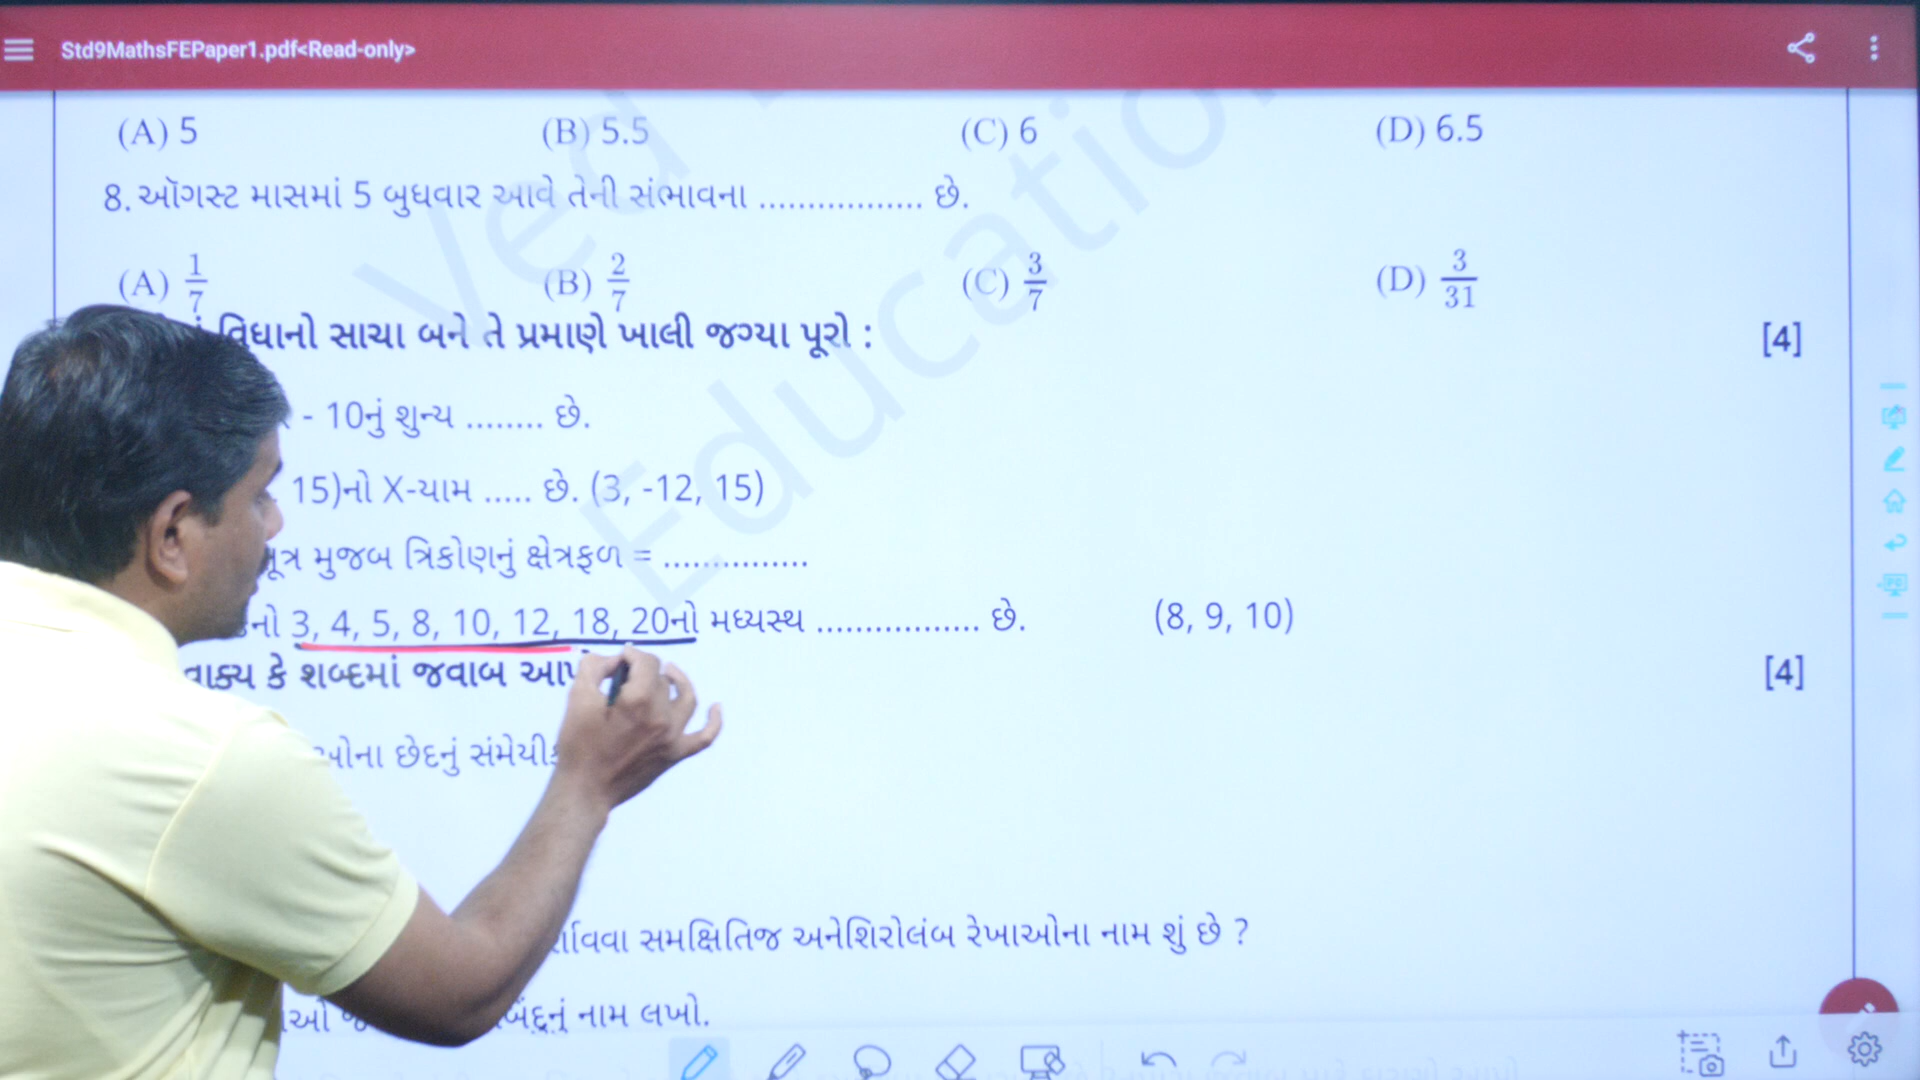 Std9MathsFEPaper1.pdf<Read-only>
(A) 5 (B) 5.5 (C) 6 (D) 6.5
8. ઑગસ્ટ માસમાં 5 બુધવાર આવે તેની સંભાવના ................. છે.
(A) 1/7 (B) 2/7 (C) 3/7 (D) 3/31
વિધાનો સાચા બને તે પ્રમાણે ખાલી જગ્યા પૂરો : [4]
- 10નું શુન્ય ........ છે.
15)નો X-યામ ..... છે. (3, -12, 15)
મુજબ ત્રિકોણનું ક્ષેત્રફળ = ...............
3, 4, 5, 8, 10, 12, 18, 20નો મધ્યસ્થ ................. છે. (8, 9, 10)
વાક્ય કે શબ્દમાં જવાબ [4]
છેદનું
સમક્ષિતિજ અનેશિરોલંબ રેખાઓના નામ શું છે ?
નામ લખો.
Ved
Education